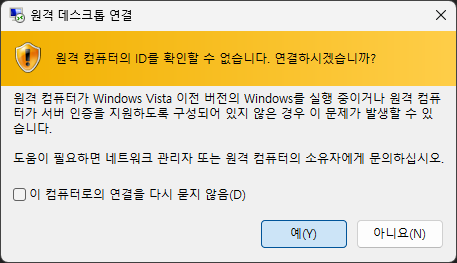 원격 데스크톱 연결
원격 컴퓨터의 ID를 확인할 수 없습니다. 연결하시겠습니까?
원격 컴퓨터가 Windows Vista 이전 버전의 Windows를 실행 중이거나 원격 컴퓨
터가 서버 인증을 지원하도록 구성되어 있지 않은 경우 이 문제가 발생할 수 있
습니다.
도움이 필요하면 네트워크 관리자 또는 원격 컴퓨터의 소유자에게 문의하십시오.
이 컴퓨터로의 연결을 다시 묻지 않음(D)
예(Y)
아니요(N)